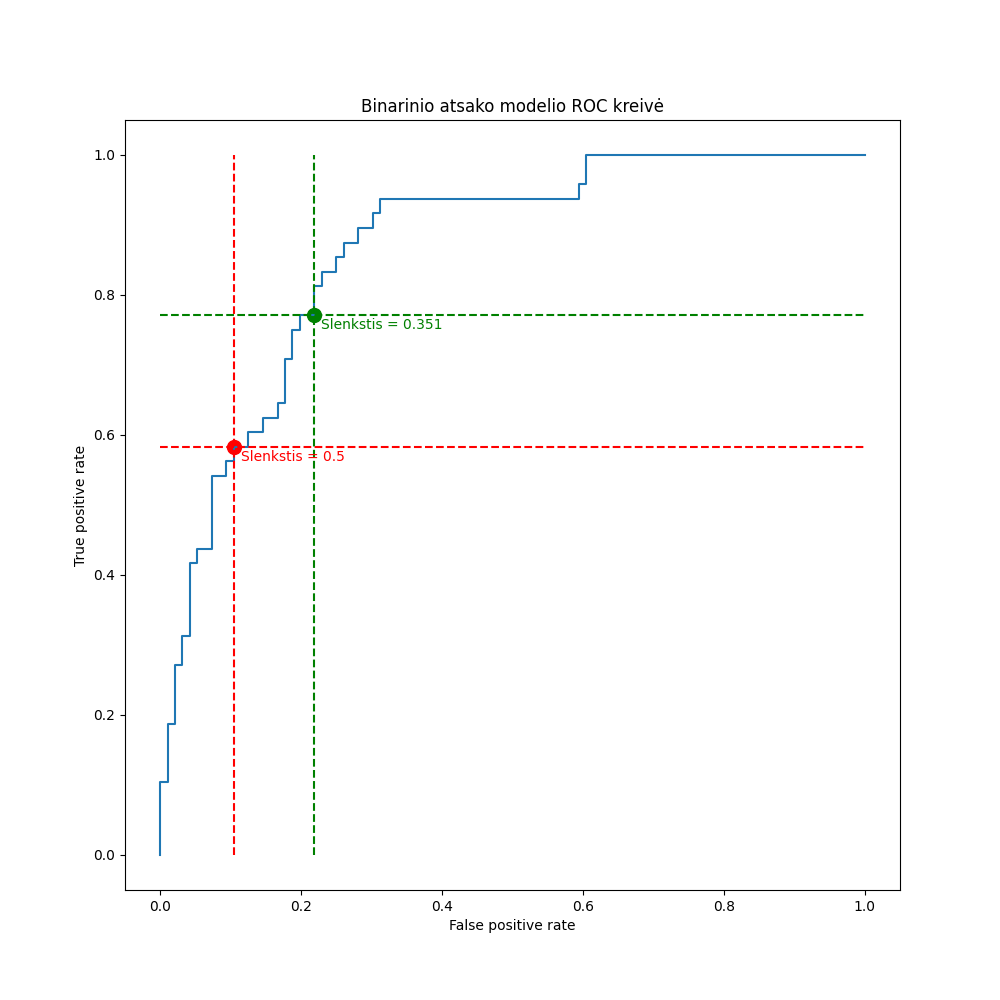 Binarinio atsako modelio ROC kreivė
1.0
0.8
0.6
0.4
0.2
0.0
True positive rate
Slenkstis = 0.351
Slenkstis = 0.5
0.0 0.2 0.4 0.6 0.8 1.0
False positive rate